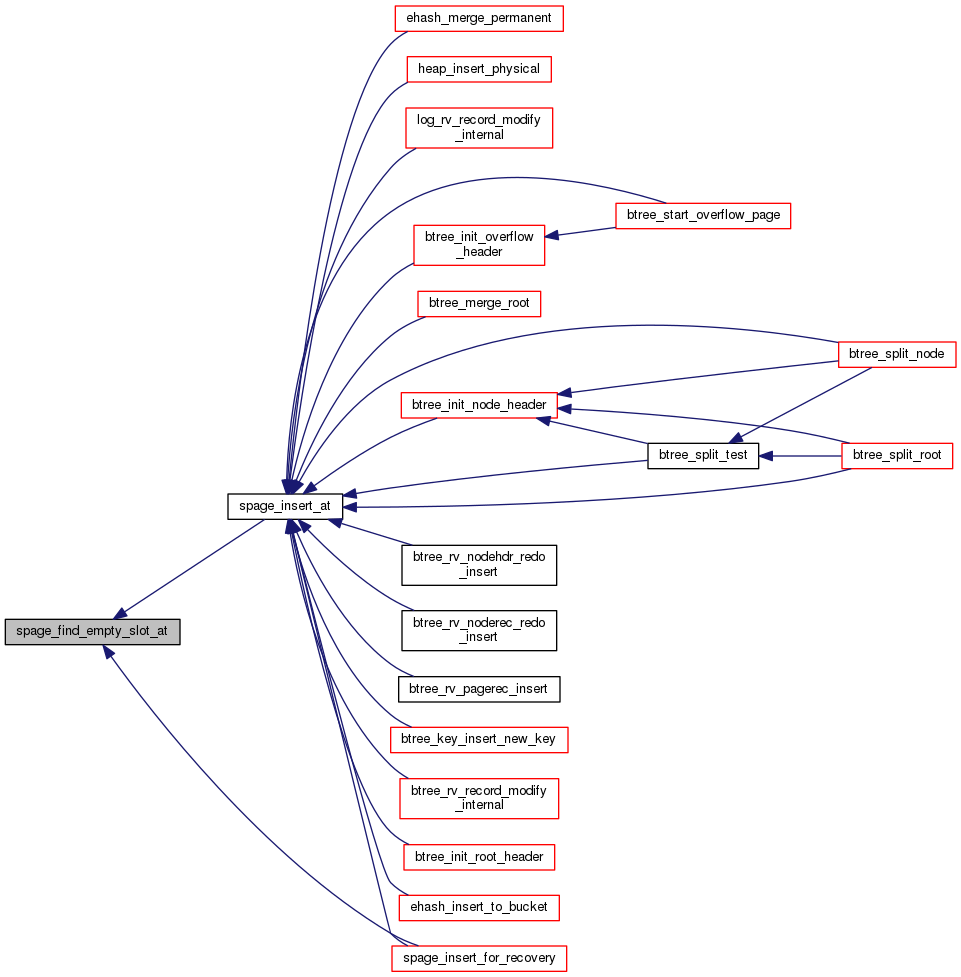 ehash_merge_permanent
heap_insert_physical
log_rv_record_modify
_internal
btree_start_overflow_page
btree_init_overflow
_header
btree_merge_root
btree_split_node
btree_init_node_header
btree_split_test
btree_split_root
spage_insert_at
btree_rv_nodehdr_redo
_insert
btree_rv_noderec_redo
_insert
spage_find_empty_slot_at
btree_rv_pagerec_insert
btree_key_insert_new_key
btree_rv_record_modify
_internal
btree_init_root_header
ehash_insert_to_bucket
spage_insert_for_recovery